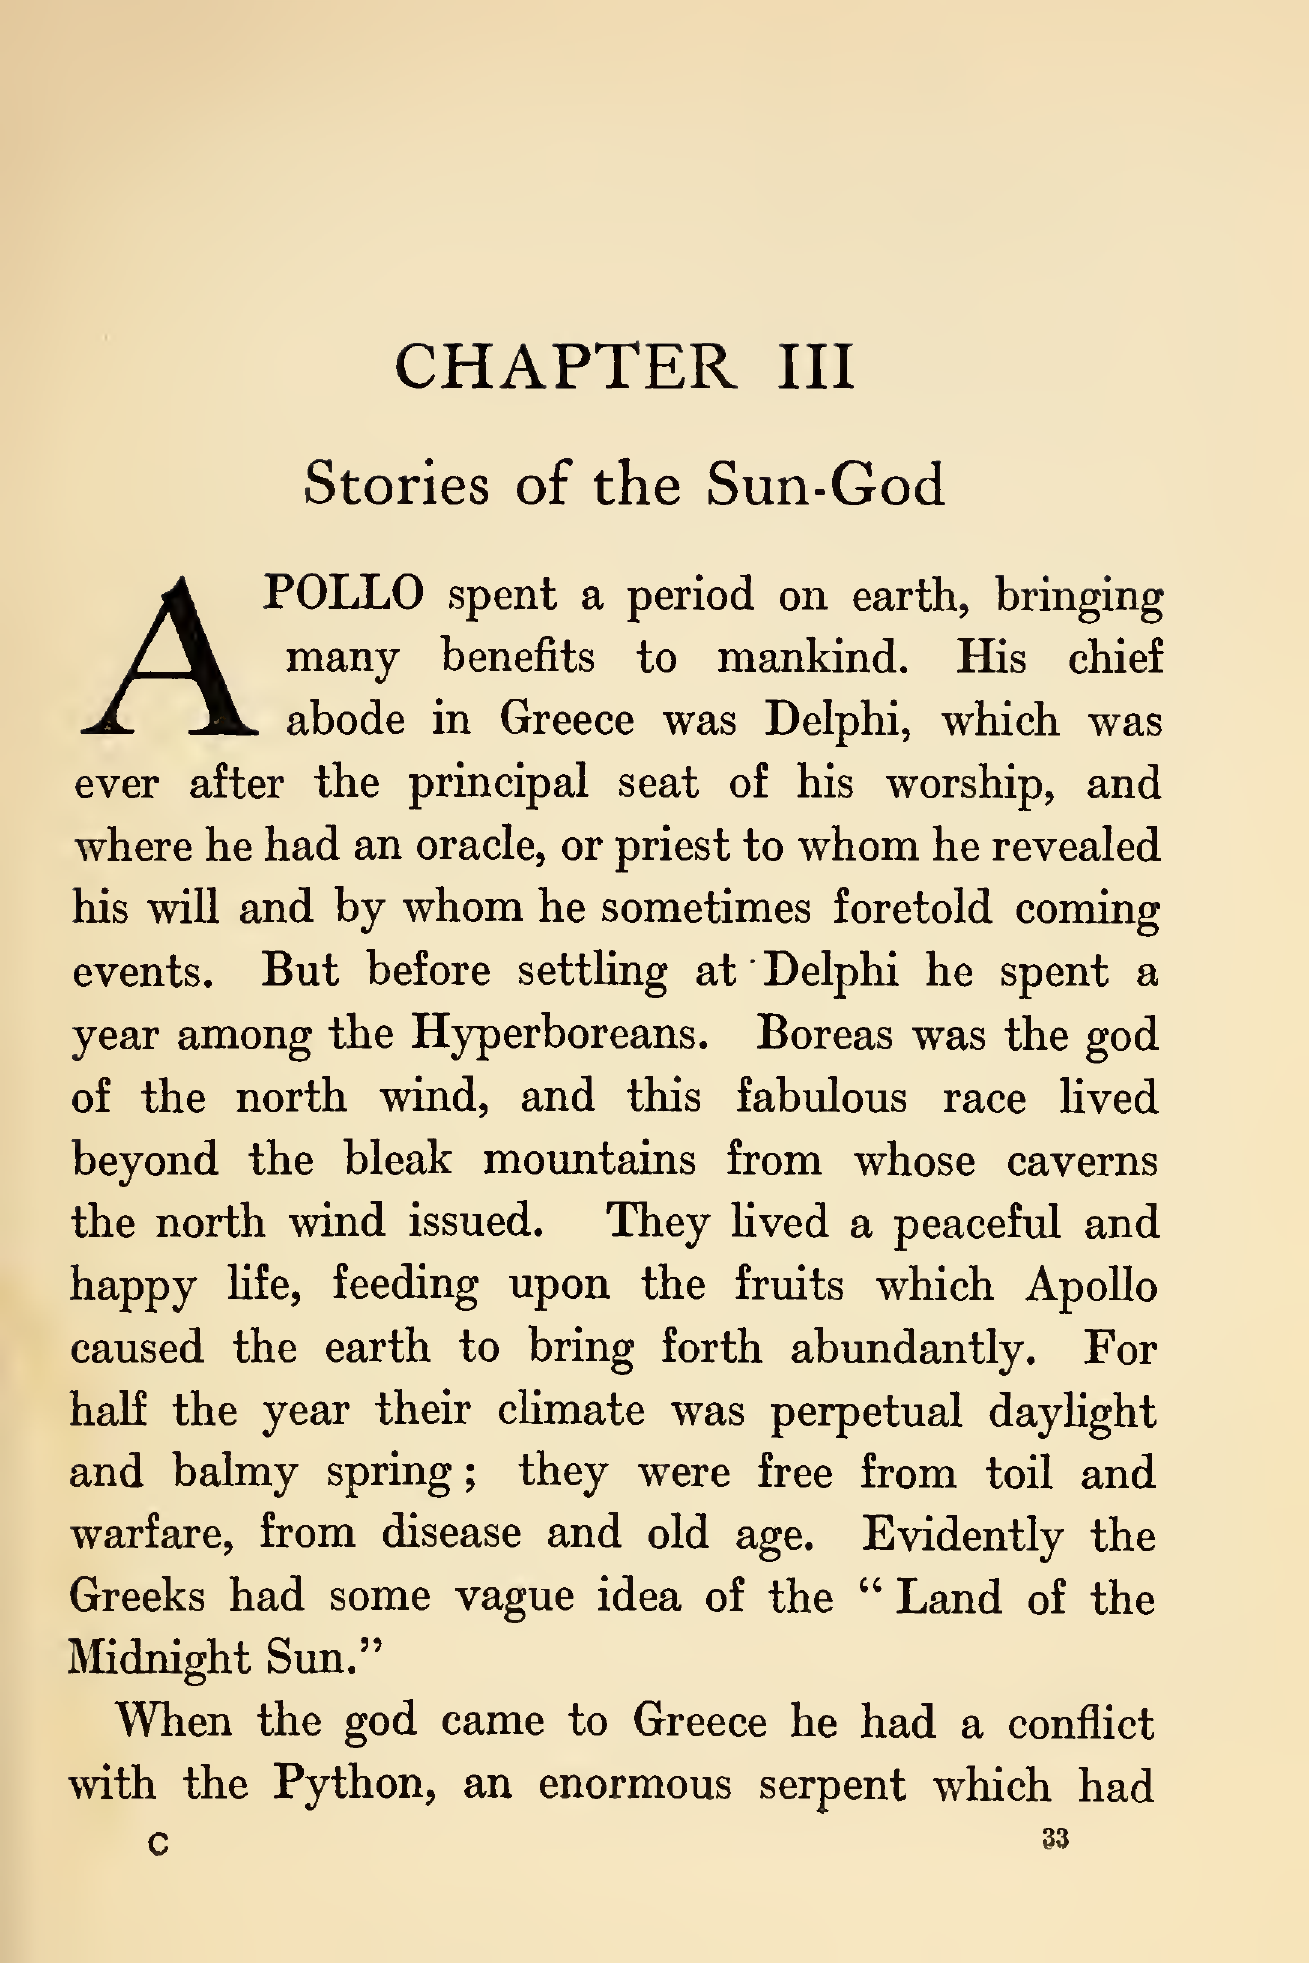 CHAPTER III
Stories of the Sun-God
APOLLO spent a period on earth, bringing
many benefits to mankind. His chief
abode in Greece was Delphi, which was
ever after the principal seat of his worship, and
where he had an oracle, or priest to whom he revealed
his will and by whom he sometimes foretold coming
events. But before settling at Delphi he spent a
year among the Hyperboreans. Boreas was the god
of the north wind, and this fabulous race lived
beyond the bleak mountains from whose caverns
the north wind issued. They lived a peaceful and
happy life, feeding upon the fruits which Apollo
caused the earth to bring forth abundantly. For
half the year their climate was perpetual daylight
and balmy spring; they were free from toil and
warfare, from disease and old age. Evidently the
Greeks had some vague idea of the “Land of the
Midnight Sun.”
When the god came to Greece he had a conflict
with the Python, an enormous serpent which had
C 33